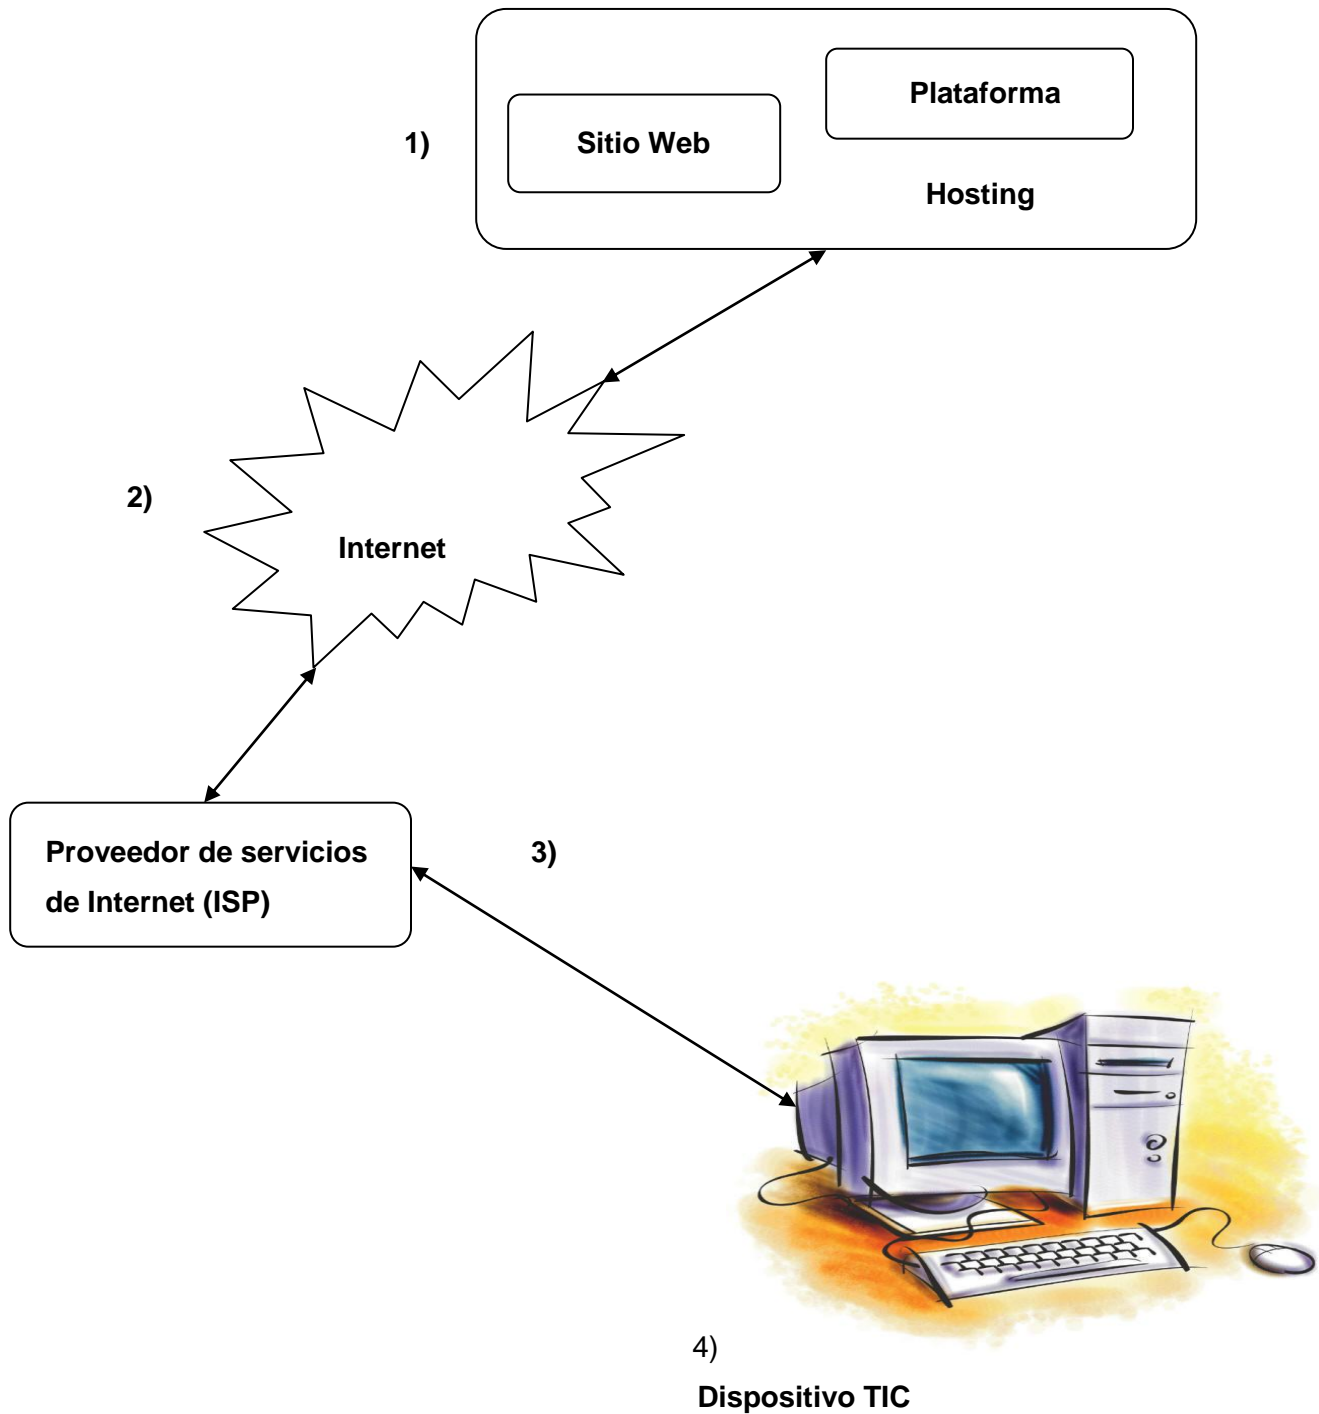 Plataforma
1)
Sitio Web
Hosting
2)
Internet
Proveedor de servicios
de Internet (ISP)
3)
4)
Dispositivo TIC